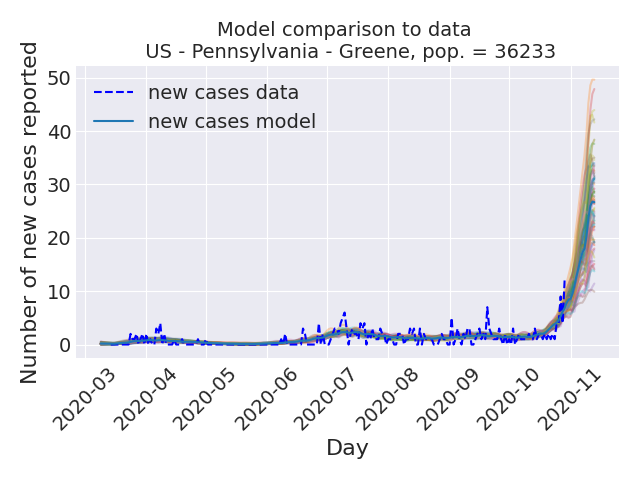 Model comparison to data
US - Pennsylvania - Greene, pop. = 36233
Number of new cases reported
50
40
30
20
10
0
new cases data
new cases model
2020-03
2020-04
2020-05
2020-06
2020-07
2020-08
2020-09
2020-10
2020-11
Day